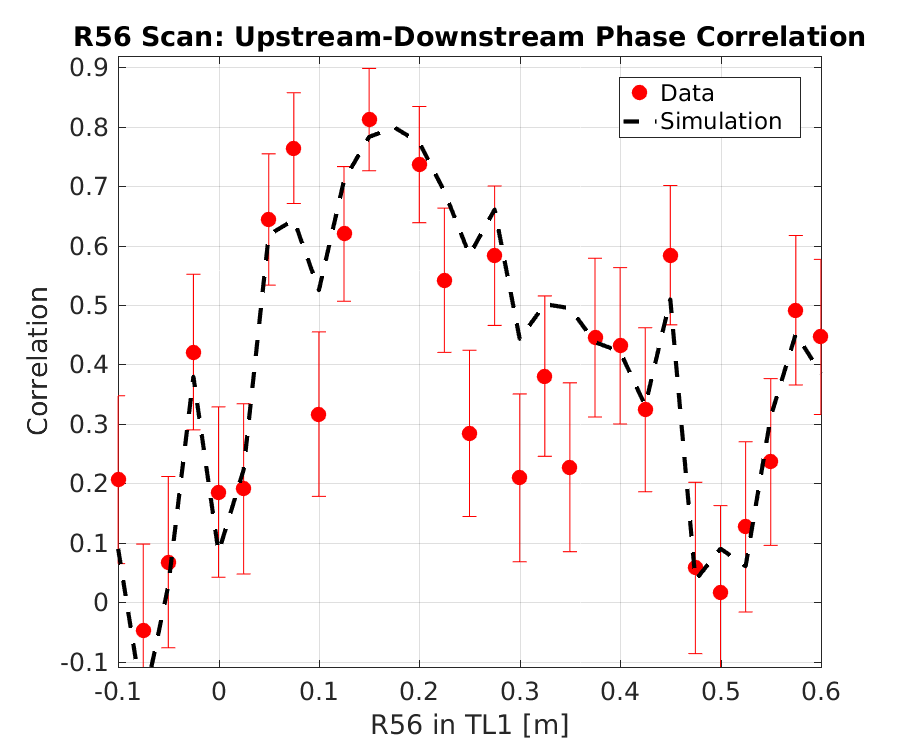 R56 Scan: Upstream-Downstream Phase Correlation
Data
Simulation
Correlation
0.9
0.8
0.7
0.6
0.5
0.4
0.3
0.2
0.1
0
-0.1
-0.1 0 0.1 0.2 0.3 0.4 0.5 0.6
R56 in TL1 [m]